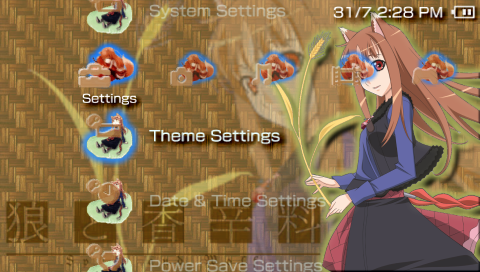 System Settings
31/7 2:28 PM
Settings
Theme Settings
Date & Time Settings
狼と香辛料
Power Save Settings